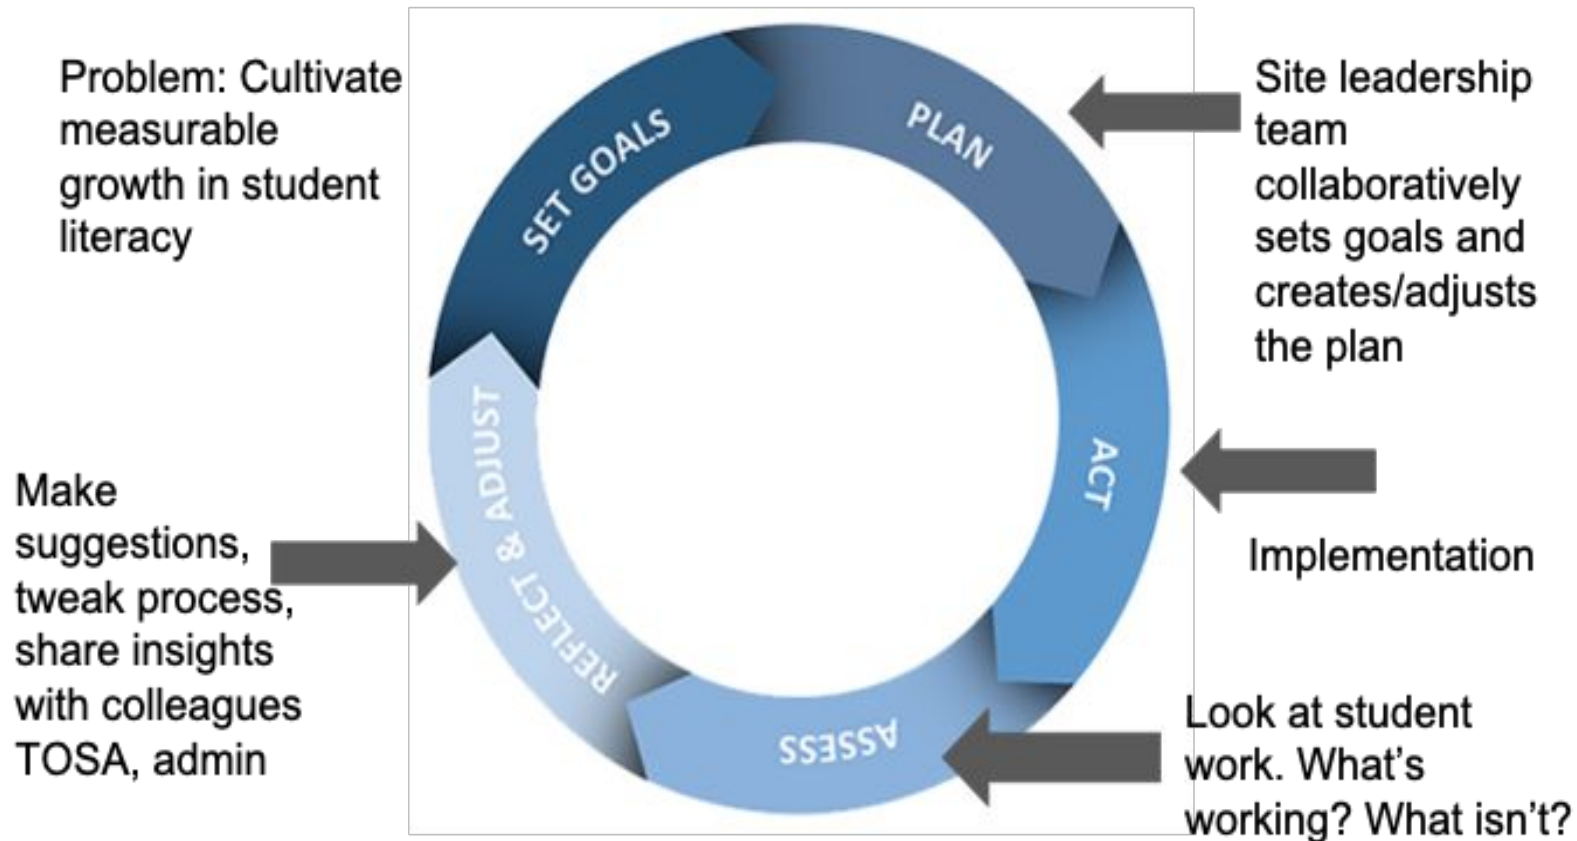 Problem: Cultivate
measurable
growth in student
literacy
SET GOALS
PLAN
Site leadership
team
collaboratively
sets goals and
creates/adjusts
the plan
ACT
Implementation
ASSESS
Look at student
work. What's
working? What isn't?
REFLECT & ADJUST
Make
suggestions,
tweak process,
share insights
with colleagues
TOSA, admin